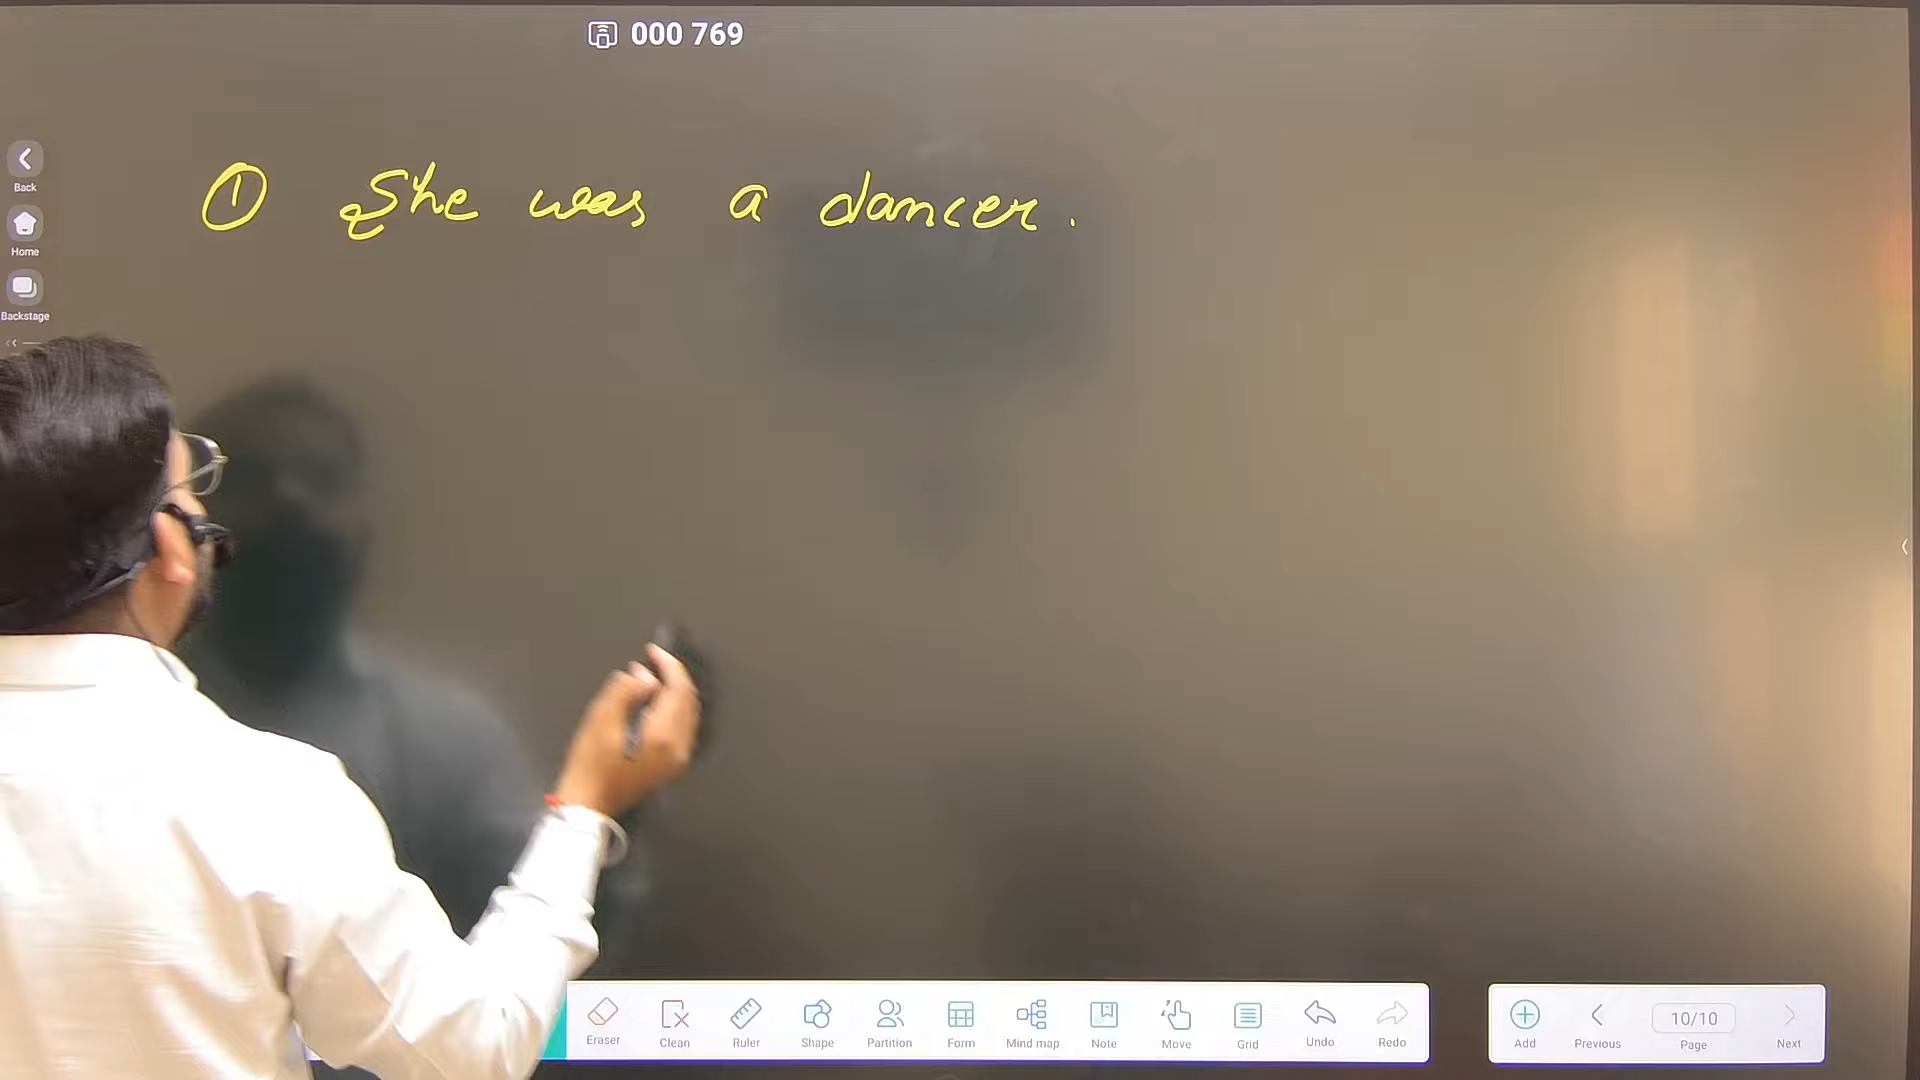 000 769
Back
① She was a dancer.
Home
Backstage
Eraser Clean Ruler Shape Partition Form Mind map Note Move Grid Undo Redo
Add Previous 10/10 Page Next